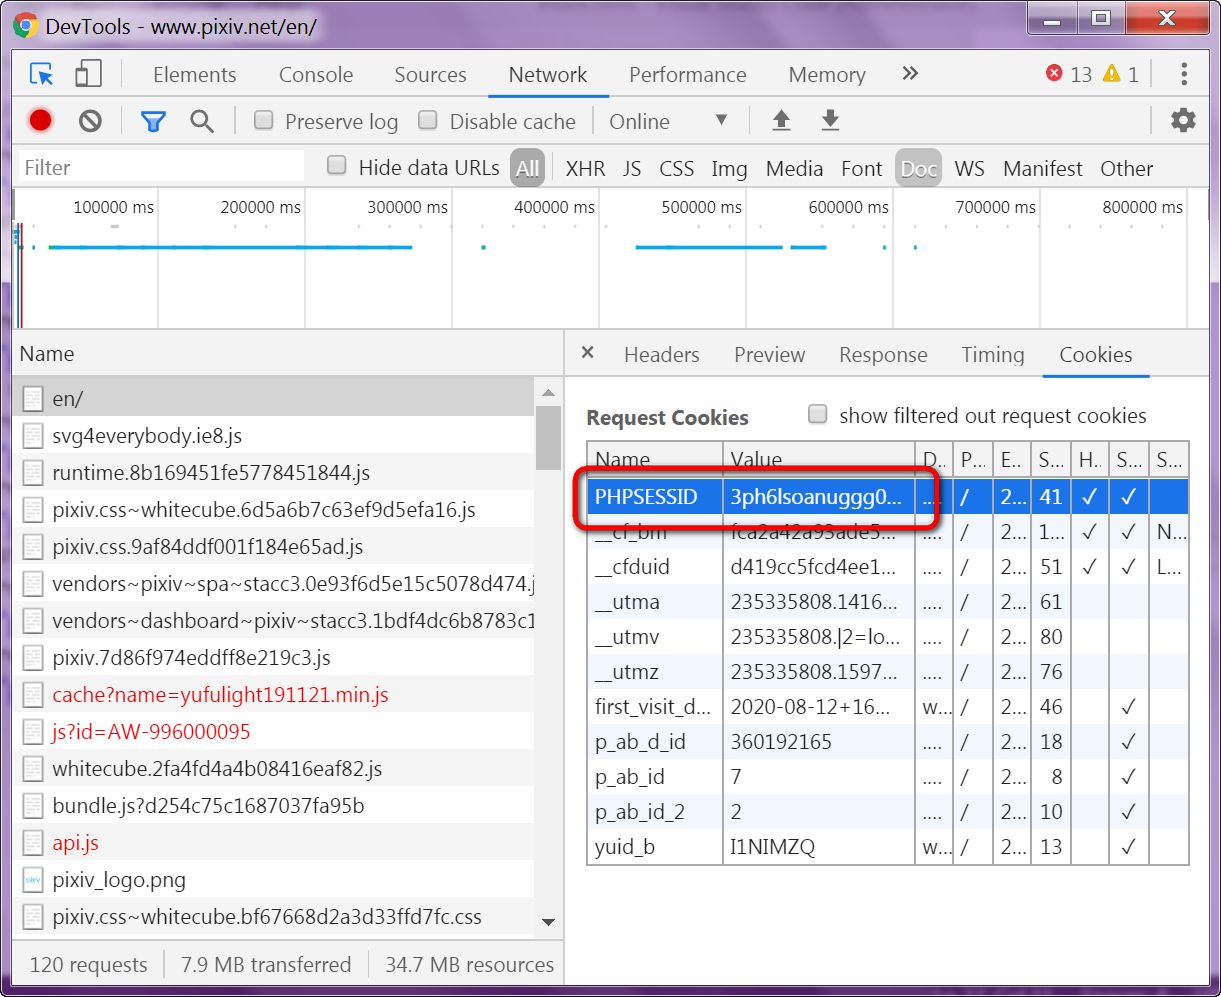 DevTools - www.pixiv.net/en/
Elements Console Sources Network Performance Memory » 13 1
Preserve log Disable cache Online
Filter Hide data URLs All XHR JS CSS Img Media Font Doc WS Manifest Other
100000 ms 200000 ms 300000 ms 400000 ms 500000 ms 600000 ms 700000 ms 800000 ms
Name
en/
svg4everybody.ie8.js
runtime.8b169451fe5778451844.js
pixiv.css~whitecube.6d5a6b7c63ef9d5efa16.js
pixiv.css.9af84ddf001f184e65ad.js
vendors~pixiv~spa~stacc3.0e93f6d5e15c5078d474.j
vendors~dashboard~pixiv~stacc3.1bdf4dc6b8783c1
pixiv.7d86f974eddff8e219c3.js
cache?name=yufulight191121.min.js
js?id=AW-996000095
whitecube.2fa4fd4a4b08416eaf82.js
bundle.js?d254c75c1687037fa95b
api.js
pixiv_logo.png
pixiv.css~whitecube.bf67668d2a3d33ffd7fc.css
120 requests 7.9 MB transferred 34.7 MB resources
× Headers Preview Response Timing Cookies
Request Cookies show filtered out request cookies
Name Value D... P... E... S... H... S... S...
PHPSESSID 3ph6lsoanuggg0... .... / 2... 41 ✓ ✓
__cf_bm fca2a42a93ade5... .... / 2... 1... ✓ ✓ N...
__cfduid d419cc5fcd4ee1... .... / 2... 51 ✓ ✓ L...
__utma 235335808.1416... .... / 2... 61
__utmv 235335808.|2=lo... .... / 2... 80
__utmz 235335808.1597... .... / 2... 76
first_visit_d... 2020-08-12+16... w... / 2... 46 ✓
p_ab_d_id 360192165 .... / 2... 18 ✓
p_ab_id 7 .... / 2... 8 ✓
p_ab_id_2 2 .... / 2... 10 ✓
yuid_b I1NIMZQ w... / 2... 13 ✓